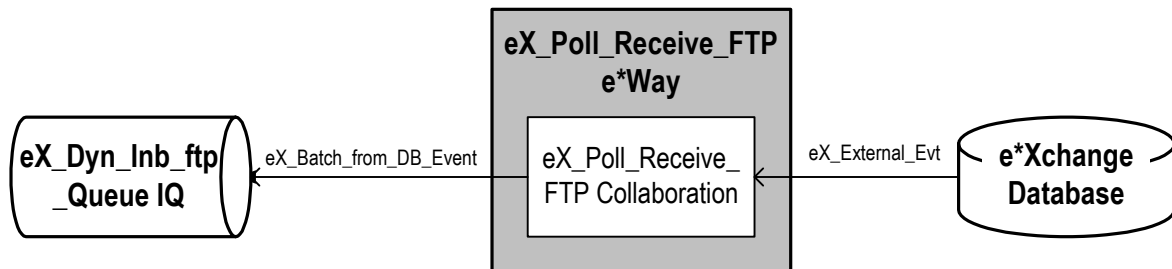 eX_Poll_Receive_FTP
e*Way
eX_Dyn_Inb_ftp
_Queue IQ
eX_Batch_from_DB_Event
eX_Poll_Receive_
FTP Collaboration
eX_External_Evt
e*Xchange
Database